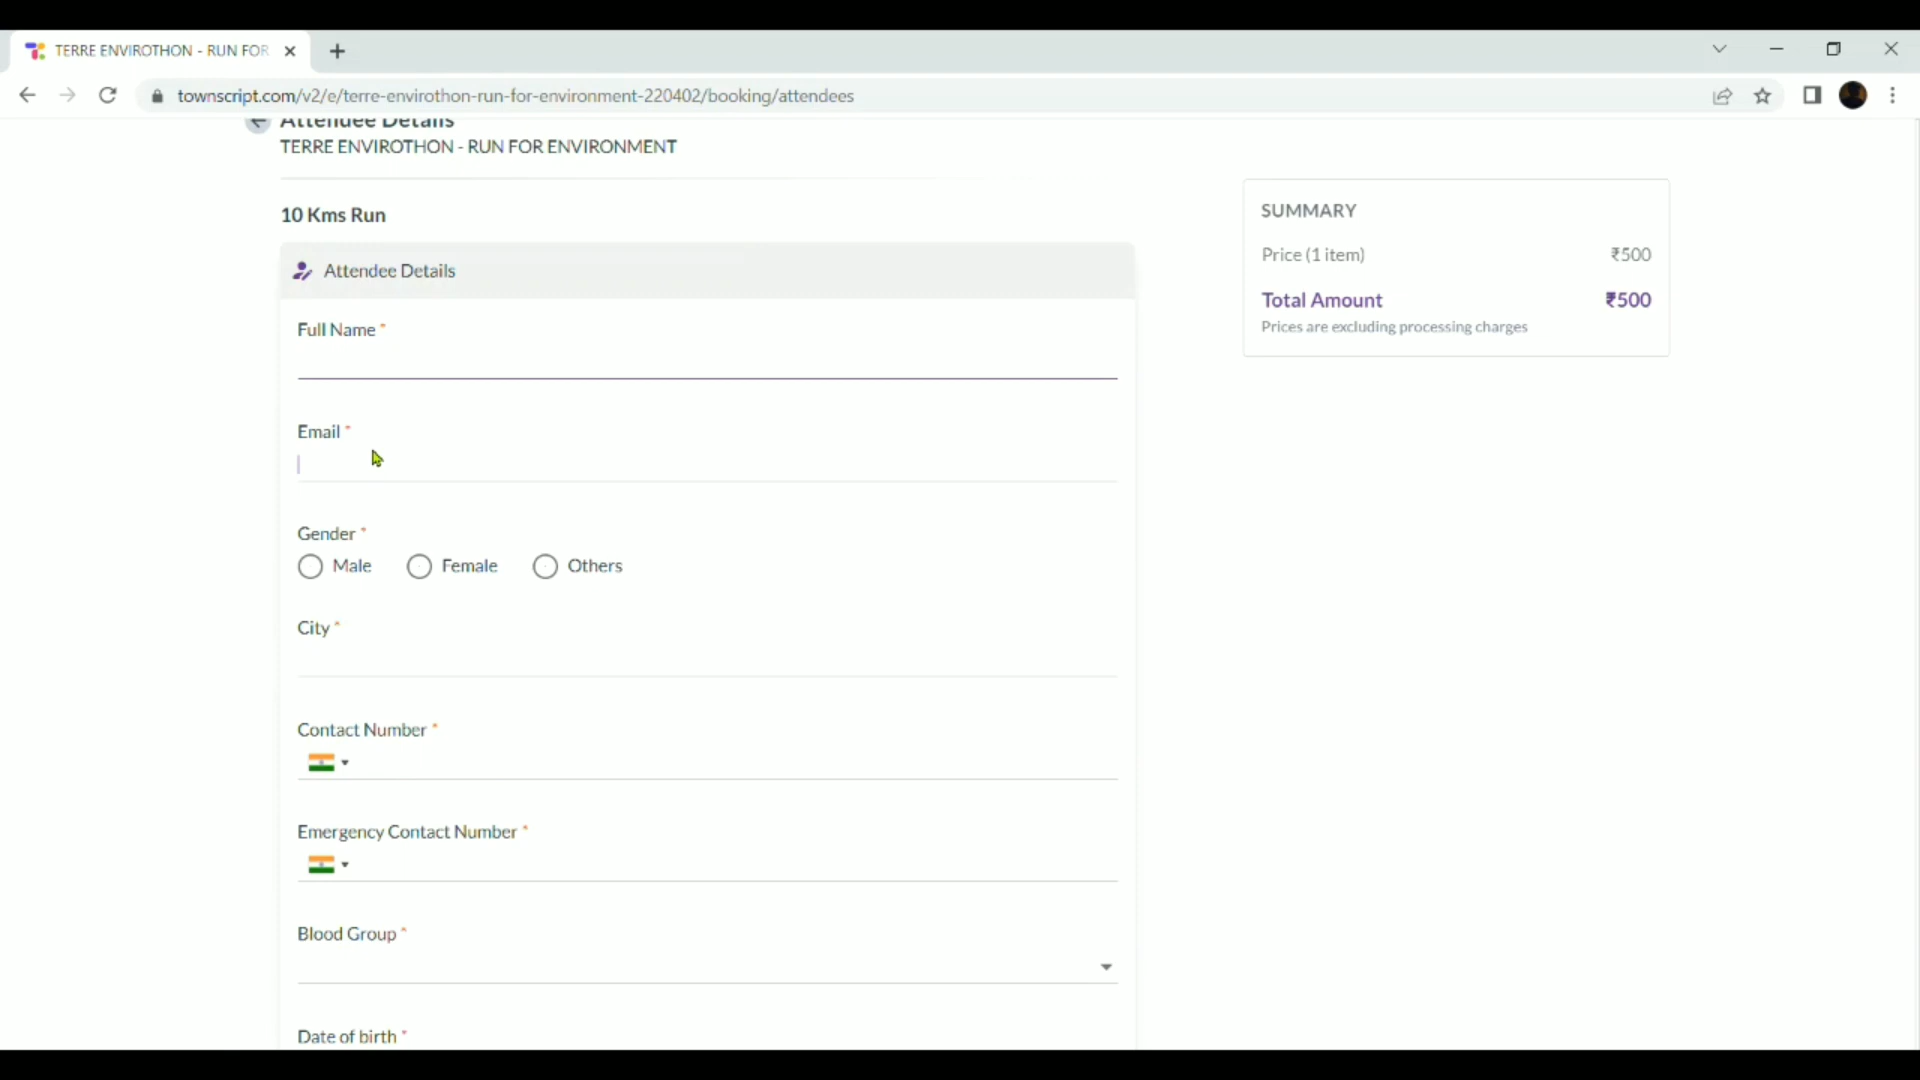 TERRE ENVIROTHON - RUN FOR
townscript.com/v2/e/terre-envirothon-run-for-environment-220402/booking/attendees
Attendee Details
TERRE ENVIROTHON - RUN FOR ENVIRONMENT
10 Kms Run
Attendee Details
Full Name *
Email *
Gender *
Male Female Others
City *
Contact Number *
Emergency Contact Number *
Blood Group *
Date of birth *
SUMMARY
Price (1 item) ₹500
Total Amount ₹500
Prices are excluding processing charges